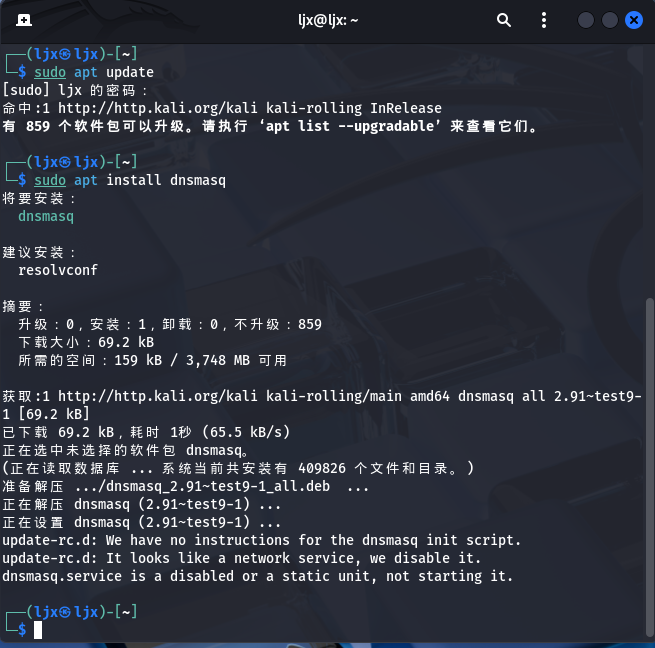 ljx@ljx: ~
┌──(ljx㉿ljx)-[~]
└─$ sudo apt update
[sudo] ljx 的密码：
命中:1 http://http.kali.org/kali kali-rolling InRelease
有 859 个软件包可以升级。请执行 ‘apt list --upgradable’ 来查看它们。
┌──(ljx㉿ljx)-[~]
└─$ sudo apt install dnsmasq
将要安装：
dnsmasq
建议安装：
resolvconf
摘要：
升级：0，安装：1，卸载：0，不升级：859
下载大小：69.2 kB
所需的空间：159 kB / 3,748 MB 可用
获取:1 http://http.kali.org/kali kali-rolling/main amd64 dnsmasq all 2.91~test9-
1 [69.2 kB]
已下载 69.2 kB，耗时 1秒 (65.5 kB/s)
正在选中未选择的软件包 dnsmasq。
(正在读取数据库 ... 系统当前共安装有 409826 个文件和目录。)
准备解压 .../dnsmasq_2.91~test9-1_all.deb  ...
正在解压 dnsmasq (2.91~test9-1) ...
正在设置 dnsmasq (2.91~test9-1) ...
update-rc.d: We have no instructions for the dnsmasq init script.
update-rc.d: It looks like a network service, we disable it.
dnsmasq.service is a disabled or a static unit, not starting it.
┌──(ljx㉿ljx)-[~]
└─$